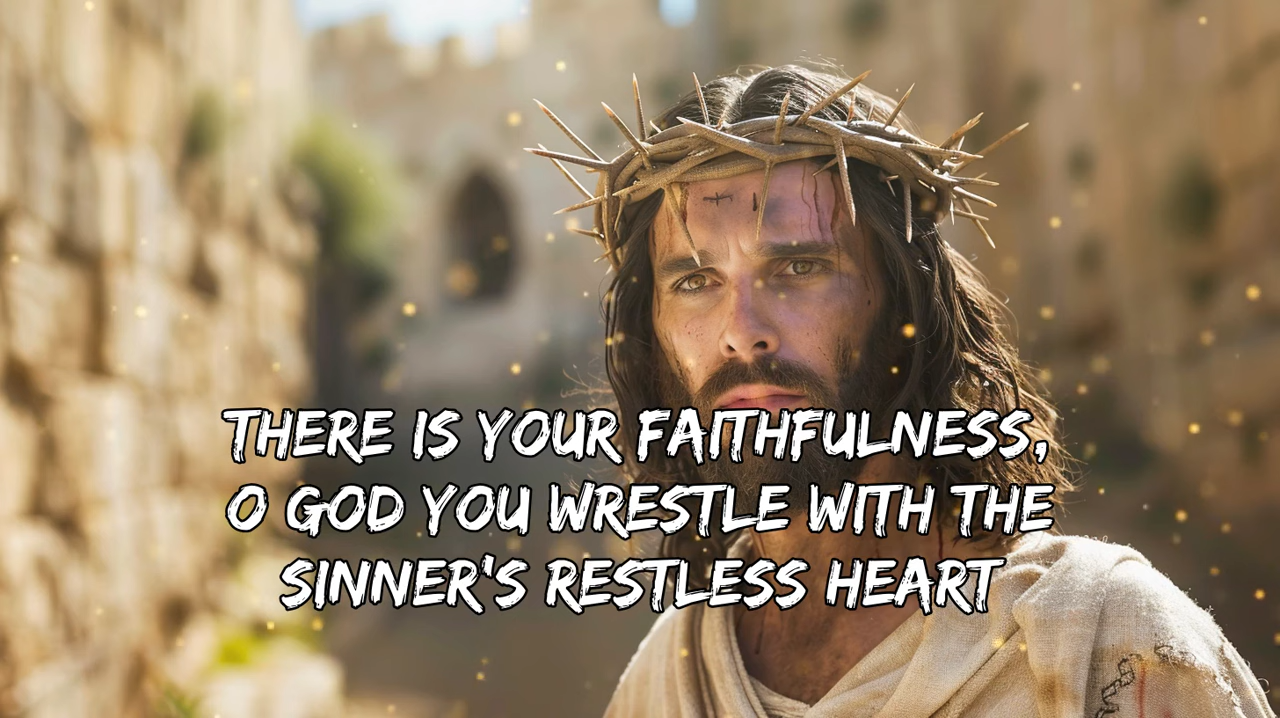 THERE IS YOUR FAITHFULNESS,
O GOD YOU WRESTLE WITH THE
SINNER'S RESTLESS HEART